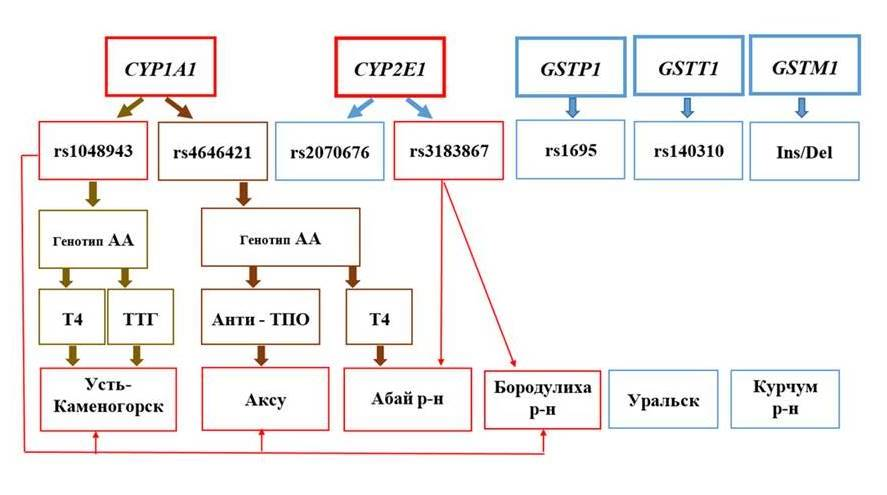 CYP1A1
CYP2E1
GSTP1
GSTT1
GSTM1
rs1048943
rs4646421
rs2070676
rs3183867
rs1695
rs140310
Ins/Del
Генотип АА
Генотип АА
Т4
ТТГ
Анти - ТПО
Т4
Усть-
Каменогорск
Аксу
Абай р-н
Бородулиха
р-н
Уральск
Курчум
р-н